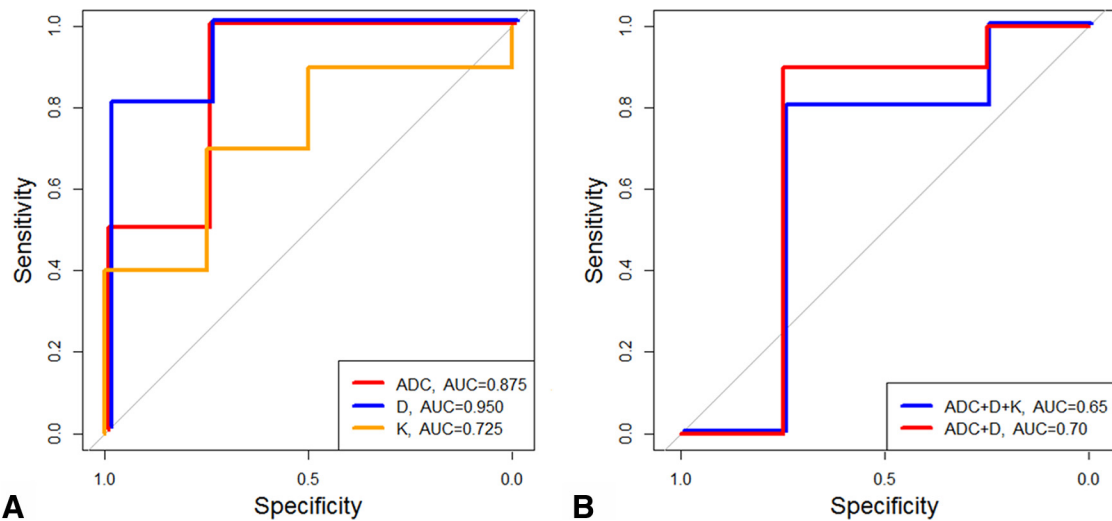 1.0
0.8
0.6
0.4
0.2
0.0
Sensitivity
ADC, AUC=0.875
D, AUC=0.950
K, AUC=0.725
1.0
0.5
0.0
Specificity
A
1.0
0.8
0.6
0.4
0.2
0.0
Sensitivity
ADC+D+K, AUC=0.65
ADC+D, AUC=0.70
1.0
0.5
0.0
Specificity
B